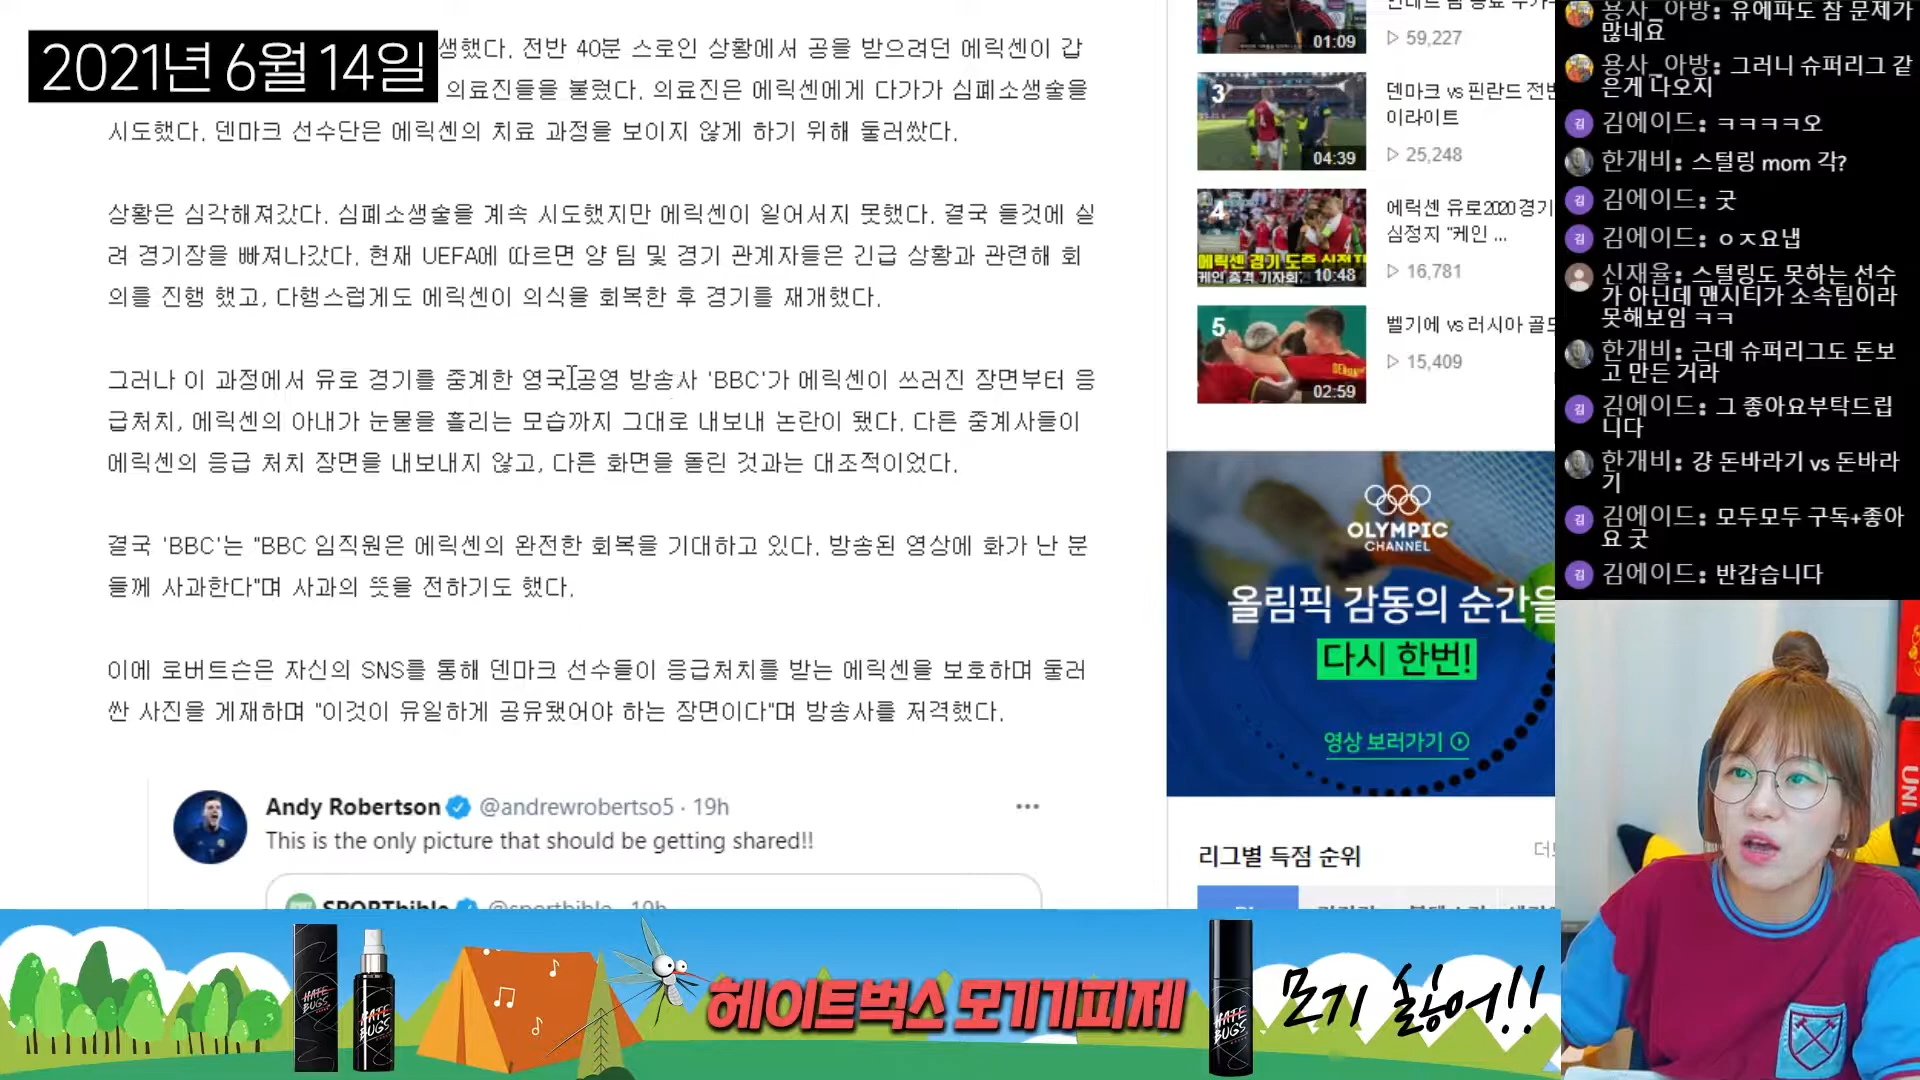 2021년 6월 14일
생했다. 전반 40분 스로인 상황에서 공을 받으려던 에릭센이 갑
의료진들을 불렀다. 의료진은 에릭센에게 다가가 심폐소생술을
시도했다. 덴마크 선수단은 에릭센의 치료 과정을 보이지 않게 하기 위해 둘러쌌다.
상황은 심각해져갔다. 심폐소생술을 계속 시도했지만 에릭센이 일어서지 못했다. 결국 들것에 실
려 경기장을 빠져나갔다. 현재 UEFA에 따르면 양 팀 및 경기 관계자들은 긴급 상황과 관련해 회
의를 진행 했고, 다행스럽게도 에릭센이 의식을 회복한 후 경기를 재개했다.
그러나 이 과정에서 유로 경기를 중계한 영국 공영 방송사 'BBC'가 에릭센이 쓰러진 장면부터 응
급처치, 에릭센의 아내가 눈물을 흘리는 모습까지 그대로 내보내 논란이 됐다. 다른 중계사들이
에릭센의 응급 처치 장면을 내보내지 않고, 다른 화면을 돌린 것과는 대조적이었다.
결국 'BBC'는 "BBC 임직원은 에릭센의 완전한 회복을 기대하고 있다. 방송된 영상에 화가 난 분
들께 사과한다"며 사과의 뜻을 전하기도 했다.
이에 로버트슨은 자신의 SNS를 통해 덴마크 선수들이 응급처치를 받는 에릭센을 보호하며 둘러
싼 사진을 게재하며 "이것이 유일하게 공유됐어야 하는 장면이다"며 방송사를 저격했다.
Andy Robertson @andrewrobertso5 · 19h
This is the only picture that should be getting shared!!
SPORTbible @sportbible · 19h
01:09
59,227
3
04:39
덴마크 vs 핀란드 전반
이라이트
25,248
4
10:48
에릭센 유로2020 경기
심정지 "케인 ...
16,781
5
02:59
벨기에 vs 러시아 골
15,409
OLYMPIC
CHANNEL
올림픽 감동의 순간을
다시 한번!
영상 보러가기
리그별 득점 순위
용사_아방: 유에파도 참 문제가
많네요
용사_아방: 그러니 슈퍼리그 같
은게 나오지
김에이드: ㅋㅋㅋㅋ오
한개비: 스털링 mom 각?
김에이드: 굿
김에이드: ㅇㅈ요냅
신재율: 스털링도 못하는 선수
가 아닌데 맨시티가 소속팀이라
못해보임 ㅋㅋ
한개비: 근데 슈퍼리그도 돈보
고 만든 거라
김에이드: 그 좋아요부탁드립
니다
한개비: 걍 돈바라기 vs 돈바라
기
김에이드: 모두모두 구독+좋아
요 굿
김에이드: 반갑습니다
UNI
HATE
BUGS
HATE
BUGS
헤이트벅스 모기기피제
HATE
BUGS
모기 싫어!!